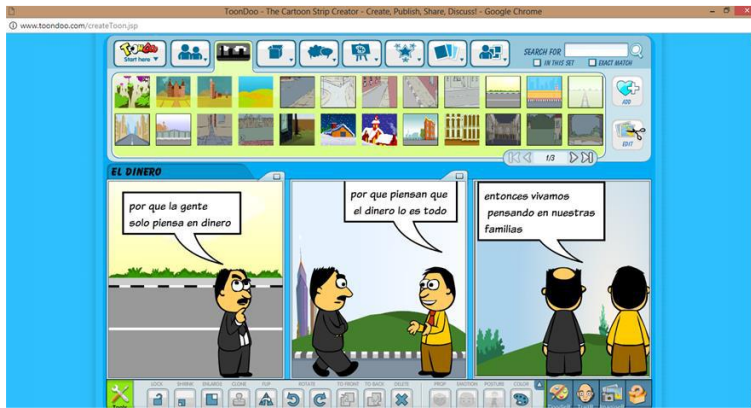 ToonDoo - The Cartoon Strip Creator - Create, Publish, Share, Discuss! - Google Chrome
www.toondoo.com/createToon.jsp
TOONDOO
Start here
SEARCH FOR
IN THIS SET
EXACT MATCH
ADD
EDIT
1/3
EL DINERO
por que la gente
solo piensa en dinero
por que piensan que
el dinero lo es todo
entonces vivamos
pensando en nuestras
familias
LOCK SHRINK ENLARGE CLONE FLIP ROTATE TO FRONT TO BACK DELETE PROP EMOTION POSTURE COLOR